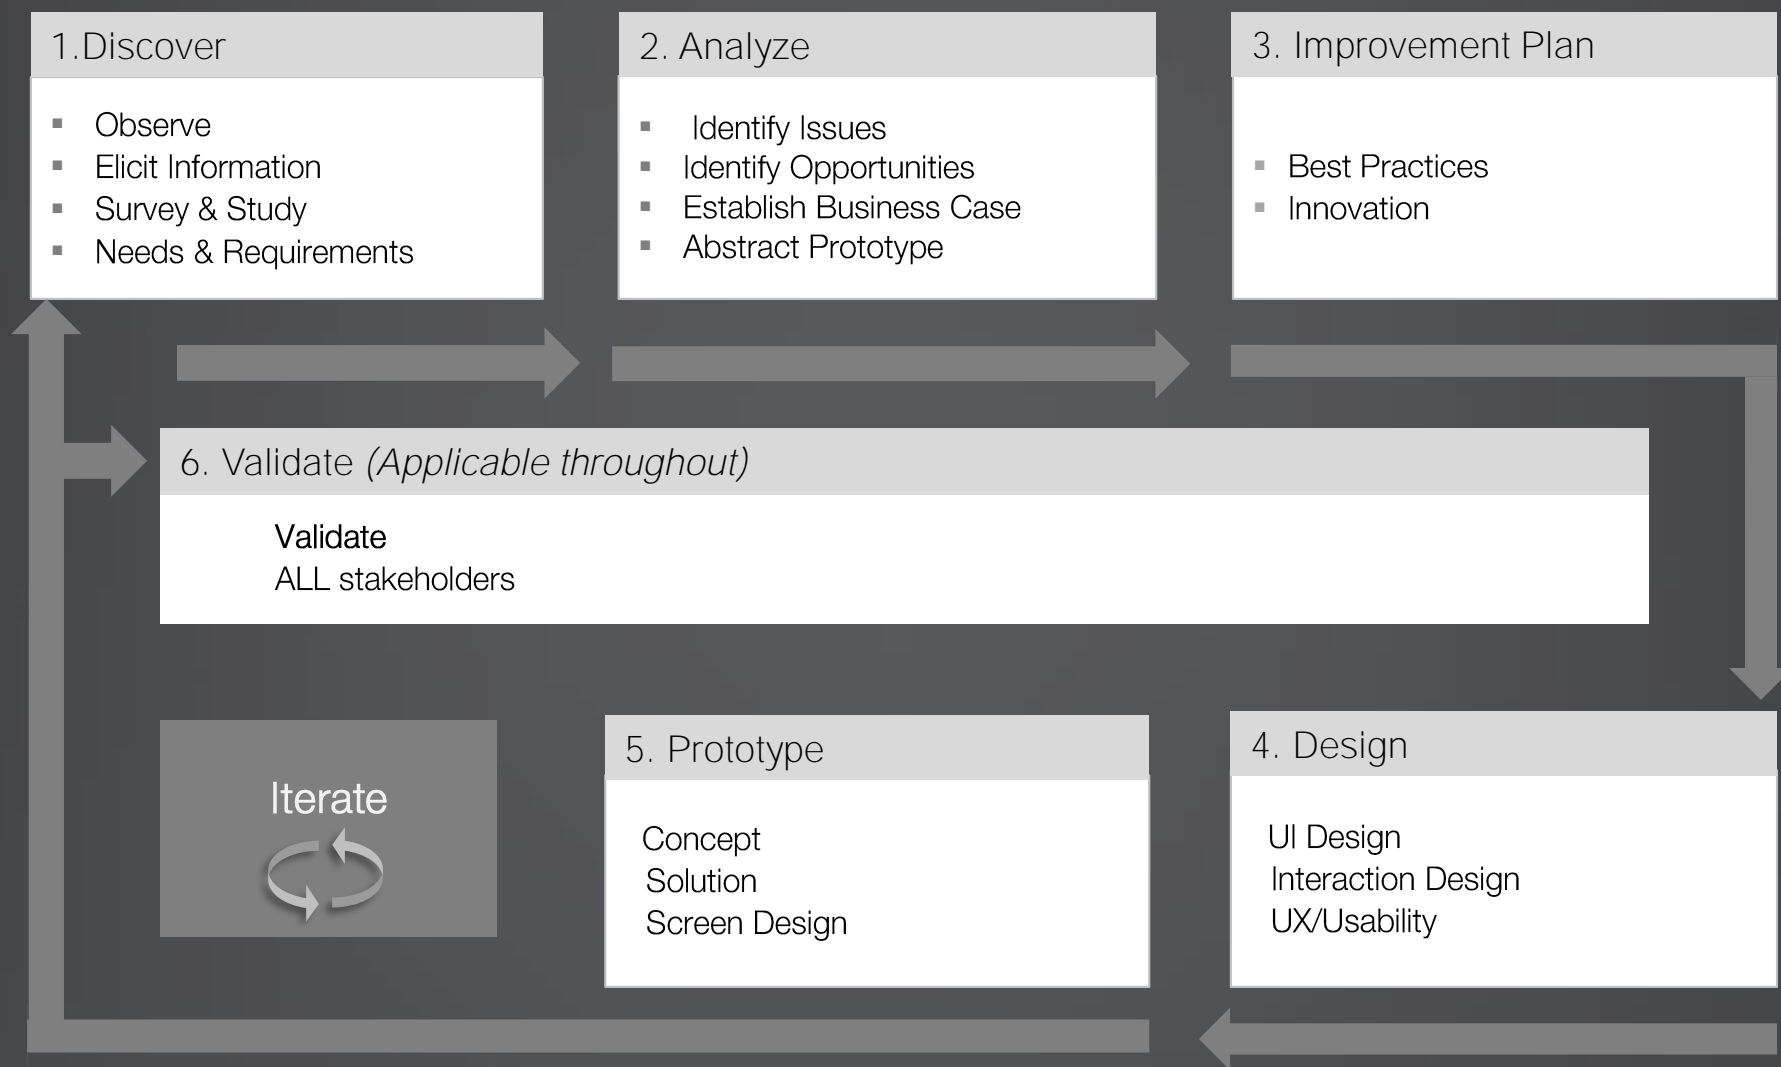 1.Discover
Observe
Elicit Information
Survey & Study
Needs & Requirements
2. Analyze
Identify Issues
Identify Opportunities
Establish Business Case
Abstract Prototype
3. Improvement Plan
Best Practices
Innovation
6. Validate (Applicable throughout)
Validate
ALL stakeholders
Iterate
5. Prototype
Concept
Solution
Screen Design
4. Design
UI Design
Interaction Design
UX/Usability